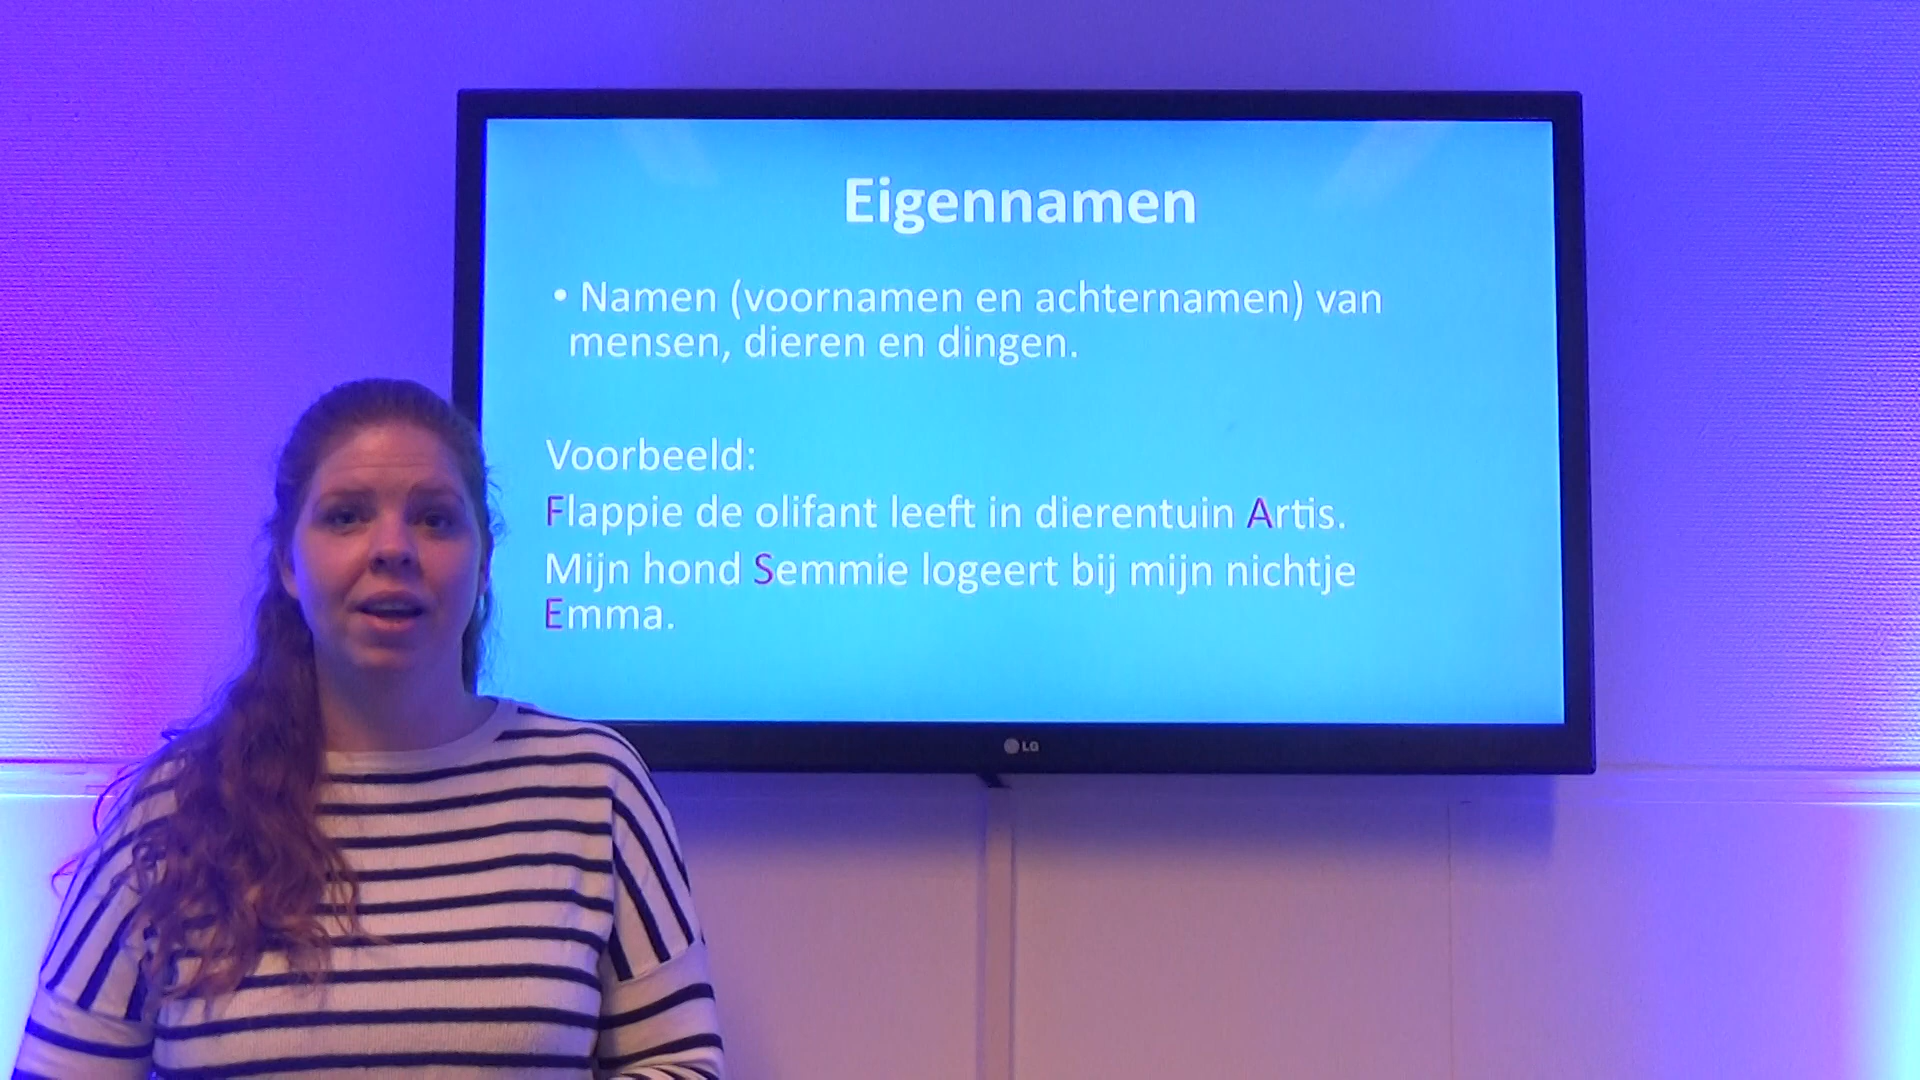 Eigennamen
• Namen (voornamen en achternamen) van
mensen, dieren en dingen.
Voorbeeld:
Flappie de olifant leeft in dierentuin Artis.
Mijn hond Semmie logeert bij mijn nichtje
Emma.
LG